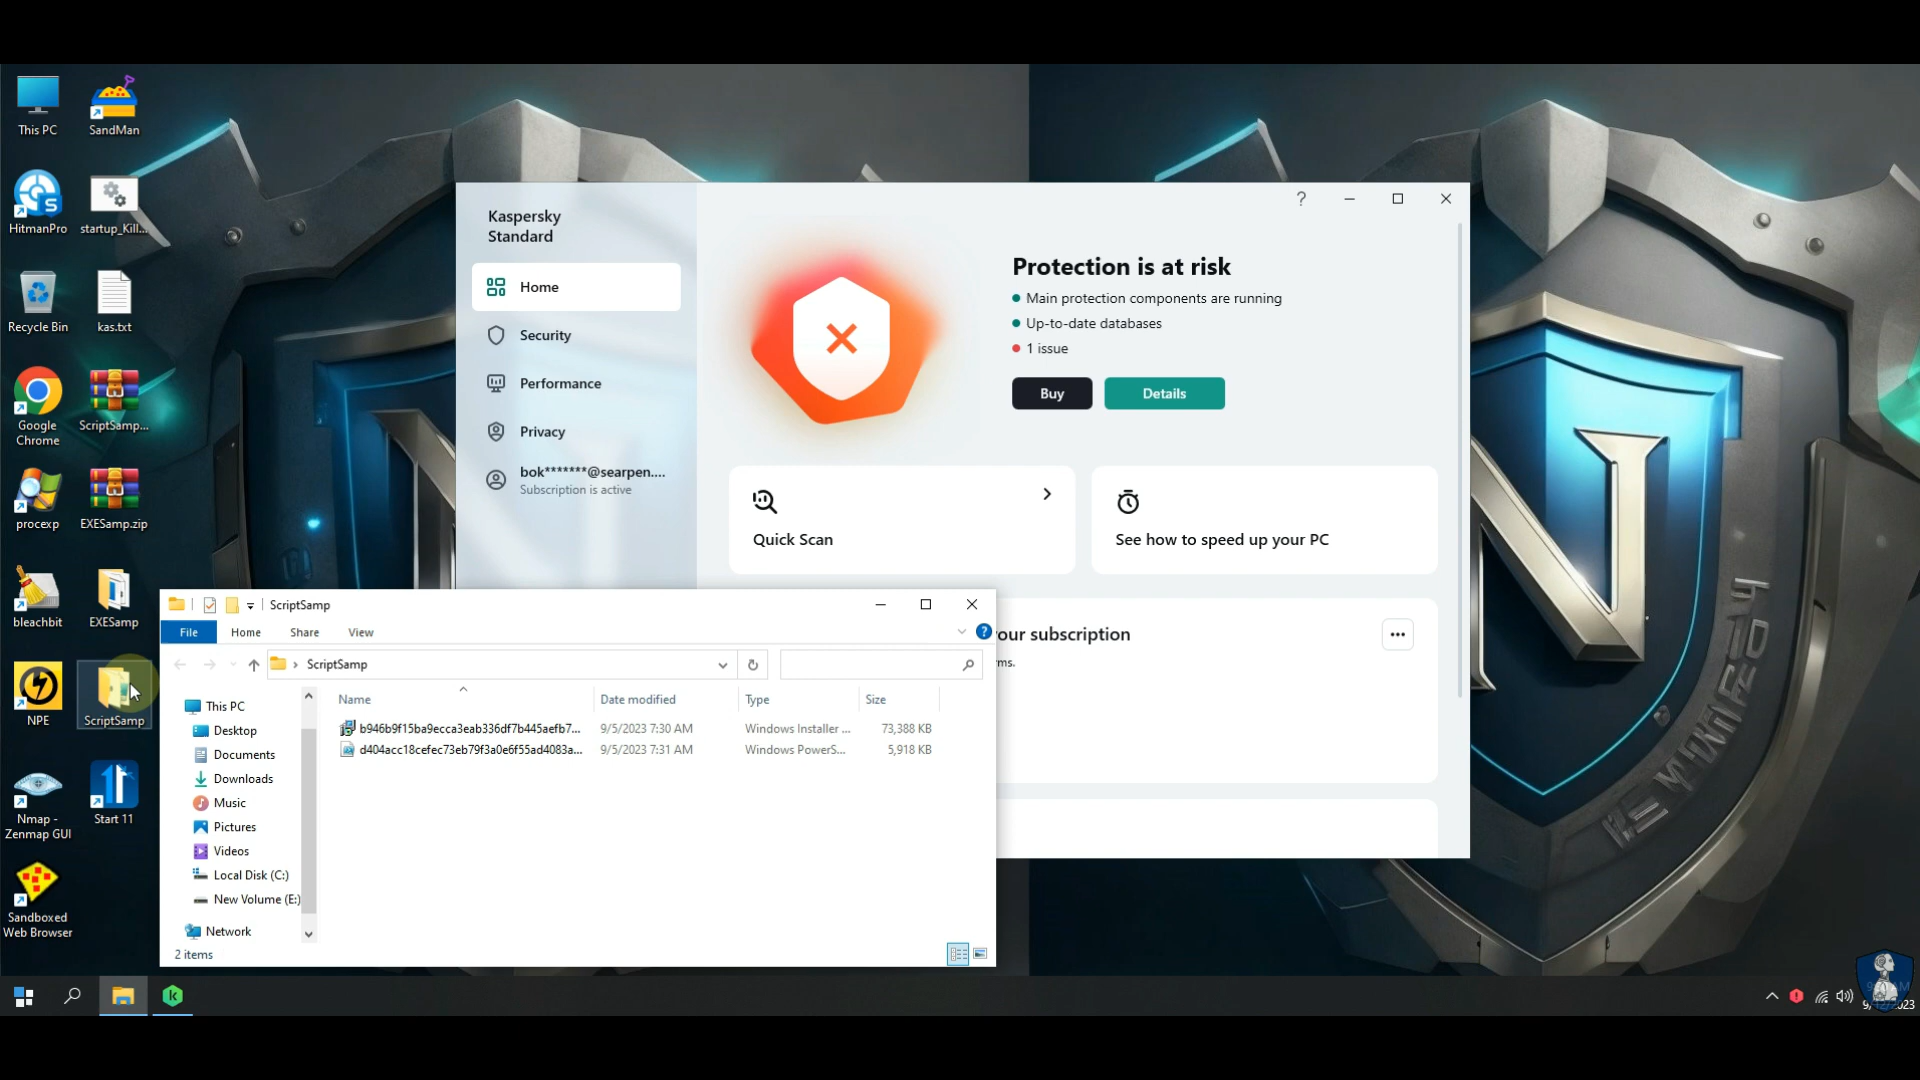 This PC
SandMan
HitmanPro
startup_Kill...
Recycle Bin
kas.txt
Google
Chrome
ScriptSamp...
procexp
EXESamp.zip
bleachbit
EXESamp
NPE
ScriptSamp
Nmap -
Zenmap GUI
Start 11
Sandboxed
Web Browser
Kaspersky
Standard
Home
Security
Performance
Privacy
bok*******@searpen....
Subscription is active
?
Protection is at risk
Main protection components are running
Up-to-date databases
1 issue
Buy
Details
Quick Scan
See how to speed up your PC
our subscription
ms.
ScriptSamp
File
Home
Share
View
?
ScriptSamp
Name
Date modified
Type
Size
b946b9f15ba9ecca3eab336df7b445aefb7...
9/5/2023 7:30 AM
Windows Installer ...
73,388 KB
d404acc18cefec73eb79f3a0e6f55ad4083a...
9/5/2023 7:31 AM
Windows PowerS...
5,918 KB
This PC
Desktop
Documents
Downloads
Music
Pictures
Videos
Local Disk (C:)
New Volume (E:)
Network
2 items